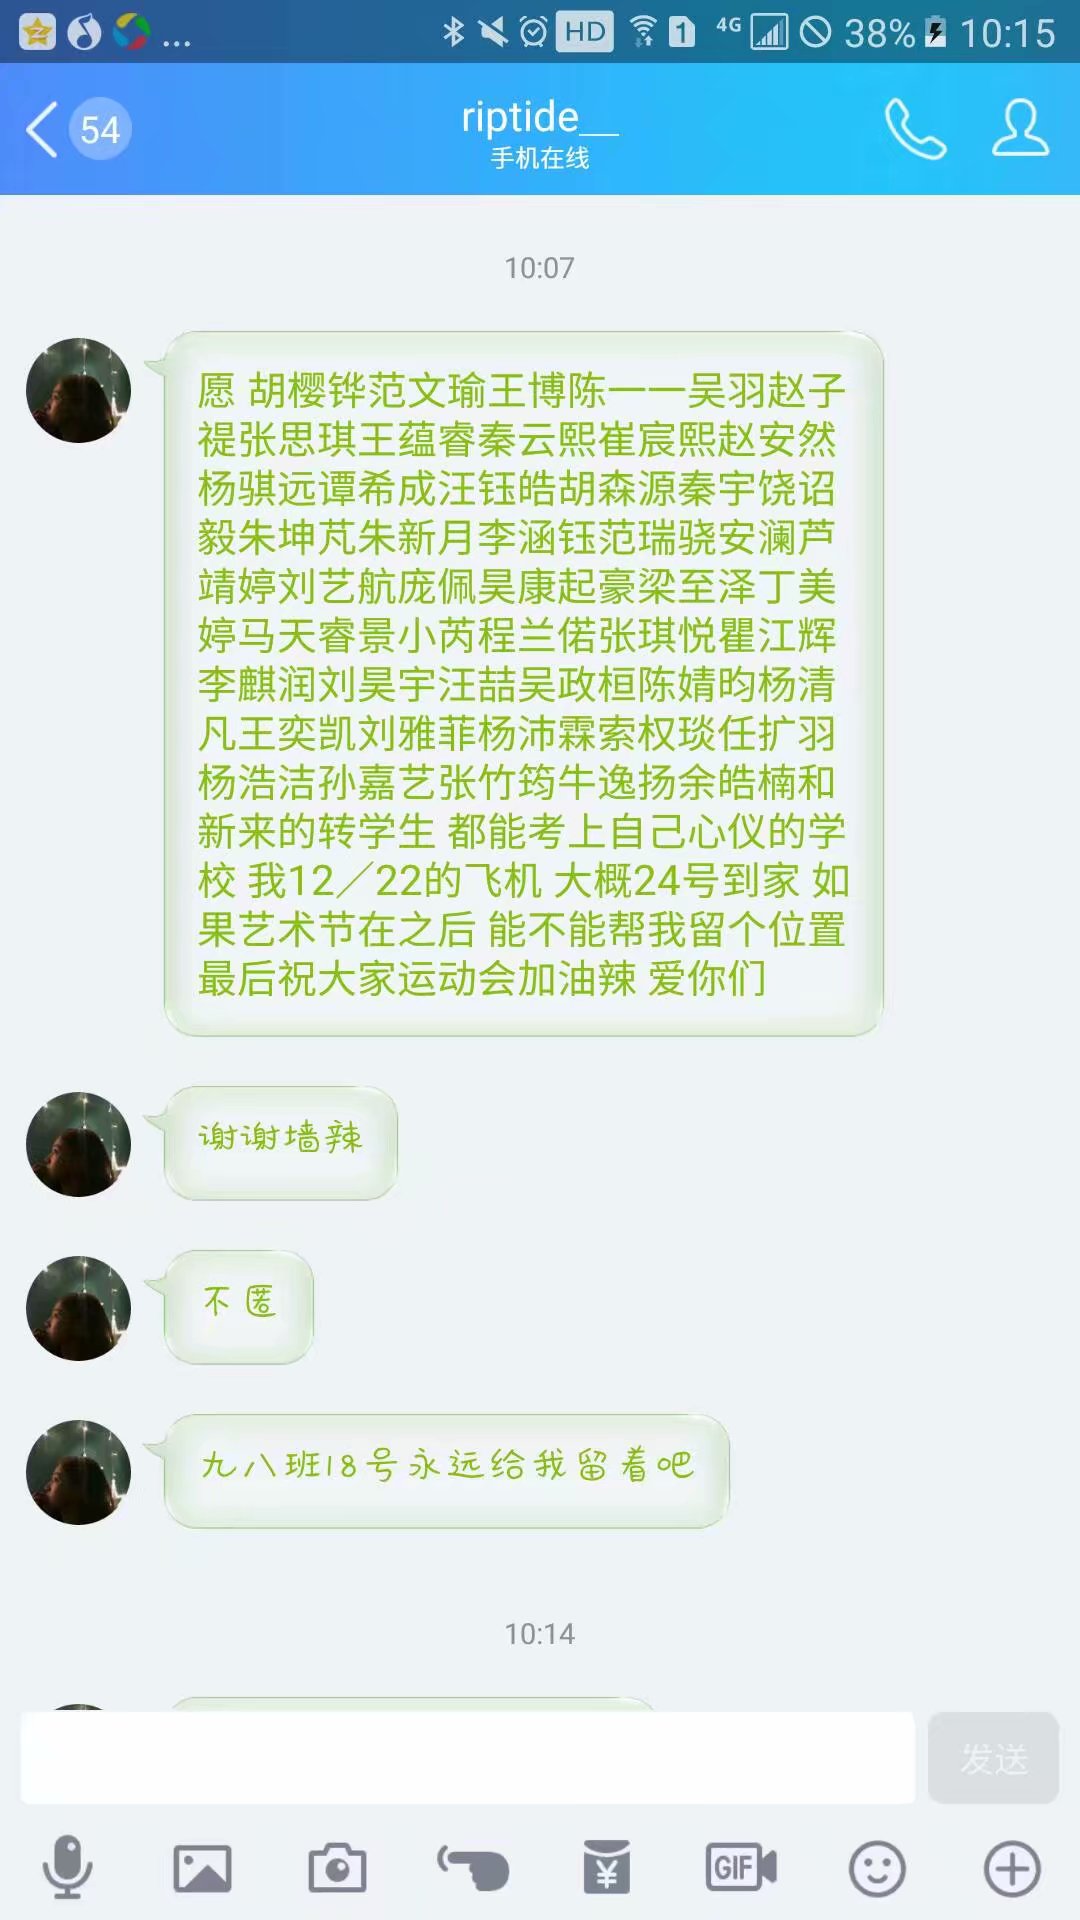 ... HD 1 4G 38% 10:15
54
riptide__
手机在线
10:07
愿 胡樱铧范文瑜王博陈一一吴羽赵子
禔张思琪王蕴睿秦云熙崔宸熙赵安然
杨骐远谭希成汪钰皓胡森源秦宇饶诏
毅朱坤芃朱新月李涵钰范瑞骁安澜芦
靖婷刘艺航庞佩昊康起豪梁至泽丁美
婷马天睿景小芮程兰偌张琪悦瞿江辉
李麒润刘昊宇汪喆吴政桓陈婧昀杨清
凡王奕凯刘雅菲杨沛霖索权琰任扩羽
杨浩洁孙嘉艺张竹筠牛逸扬余皓楠和
新来的转学生 都能考上自己心仪的学
校 我12／22的飞机 大概24号到家 如
果艺术节在之后 能不能帮我留个位置
最后祝大家运动会加油辣 爱你们
谢谢墙辣
不匿
九八班18号永远给我留着吧
10:14
发送
GIF